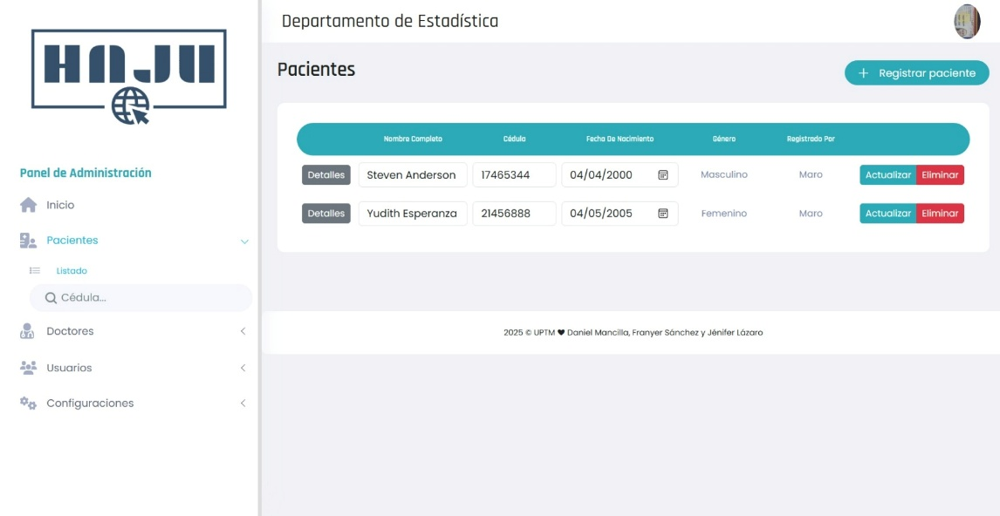 HNJU
Panel de Administración
Inicio
Pacientes
Listado
Cédula...
Doctores
Usuarios
Configuraciones
Departamento de Estadística
Pacientes
+ Registrar paciente
Nombre Completo Cédula Fecha De Nacimiento Género Registrado Por
Detalles Steven Anderson 17465344 04/04/2000 Masculino Maro Actualizar Eliminar
Detalles Yudith Esperanza 21456888 04/05/2005 Femenino Maro Actualizar Eliminar
2025 © UPTM ♥ Daniel Mancilla, Franyer Sánchez y Jénifer Lázaro